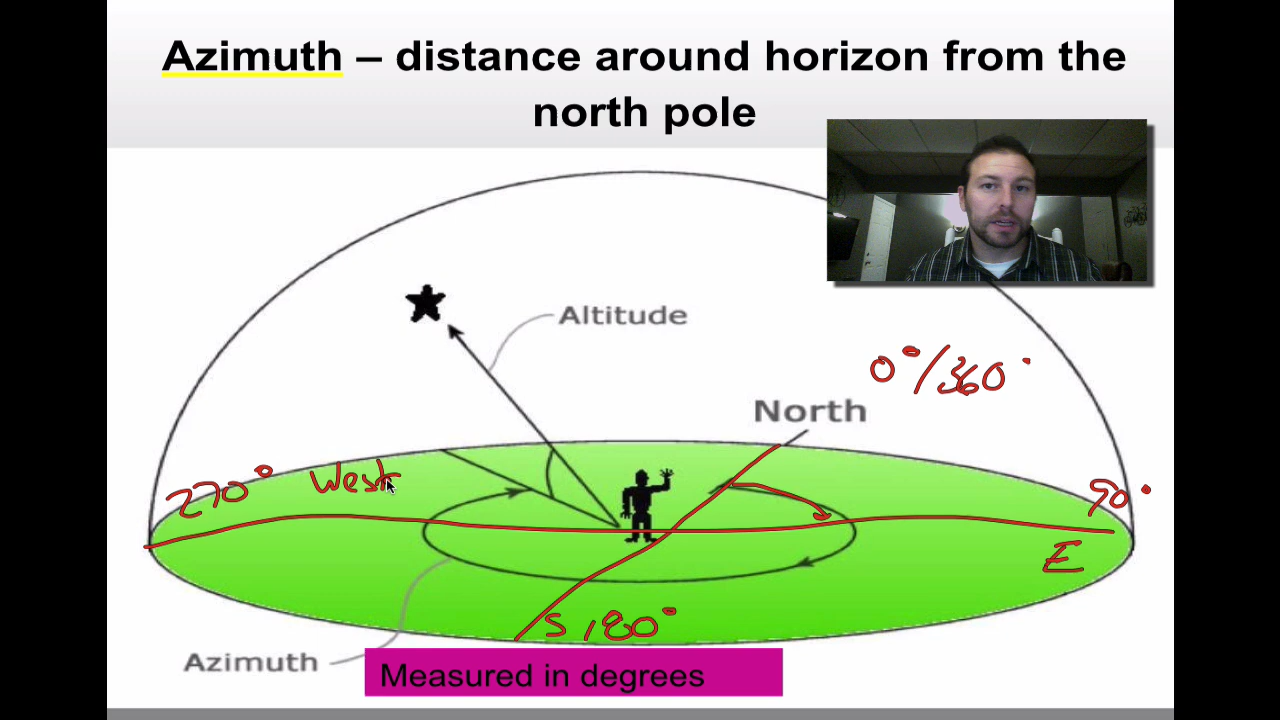 Azimuth – distance around horizon from the
north pole
Altitude
0°/360°
North
270° West
90°
E
S 180°
Azimuth
Measured in degrees